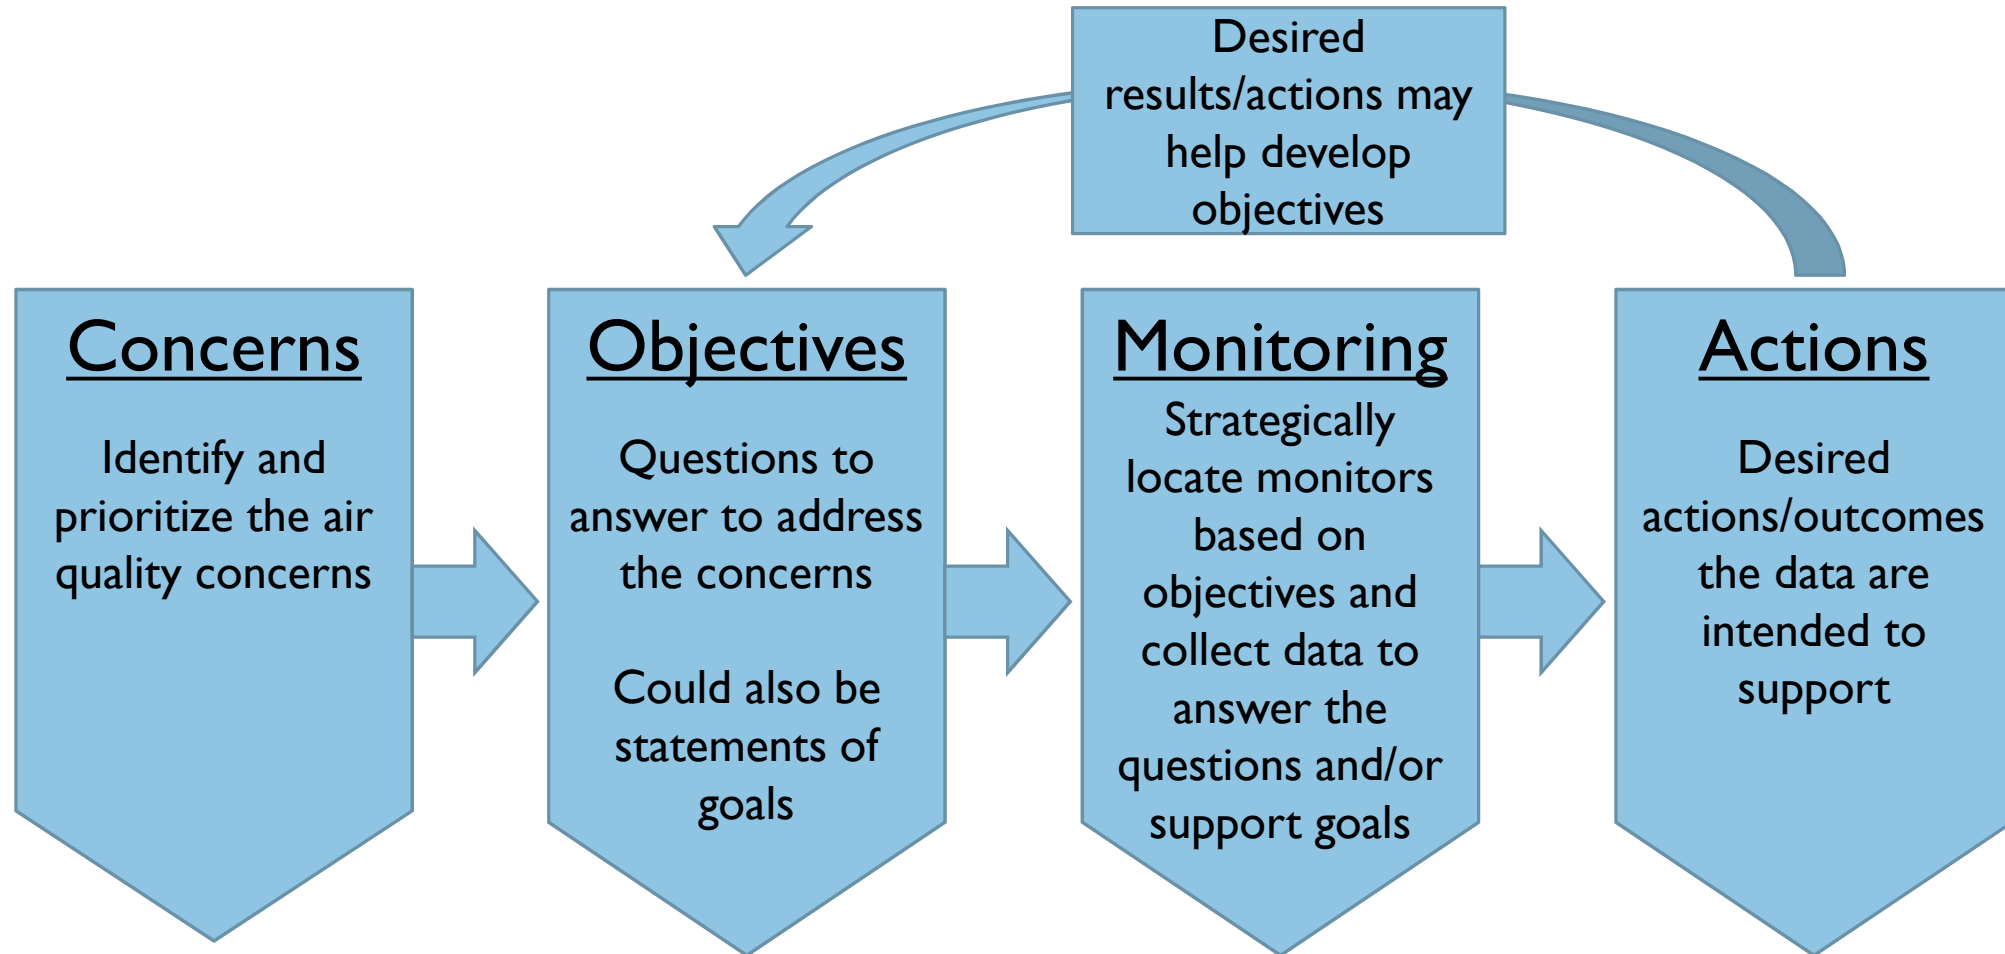 Desired
results/actions may
help develop
objectives
Concerns
Identify and
prioritize the air
quality concerns
Objectives
Questions to
answer to address
the concerns
Could also be
statements of
goals
Monitoring
Strategically
locate monitors
based on
objectives and
collect data to
answer the
questions and/or
support goals
Actions
Desired
actions/outcomes
the data are
intended to
support